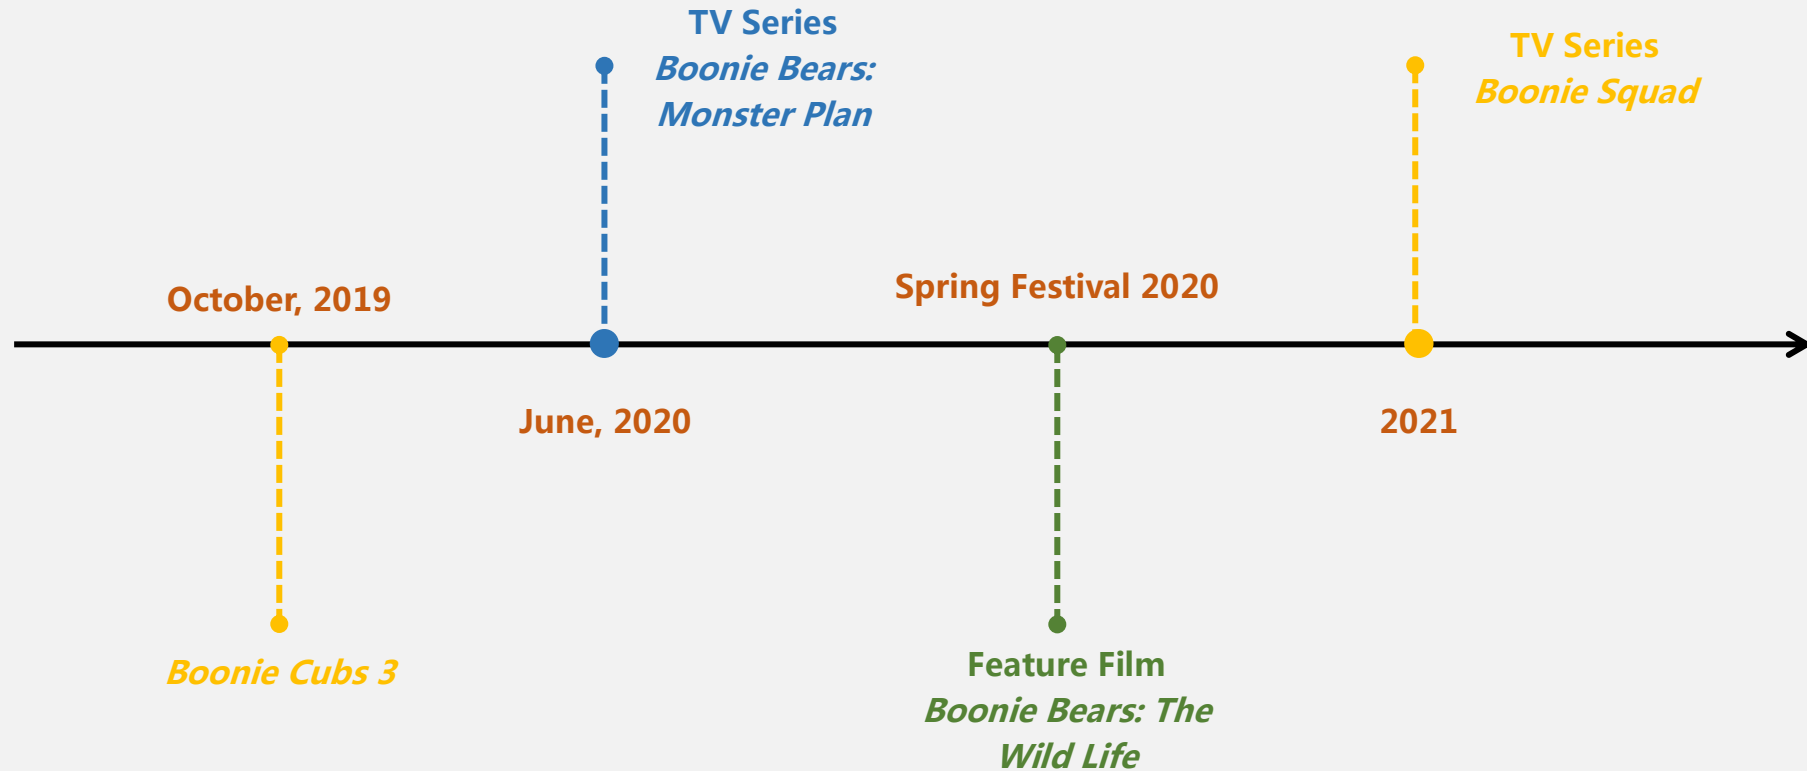 TV Series
Boonie Bears:
Monster Plan
TV Series
Boonie Squad
October, 2019
Spring Festival 2020
June, 2020
2021
Boonie Cubs 3
Feature Film
Boonie Bears: The
Wild Life